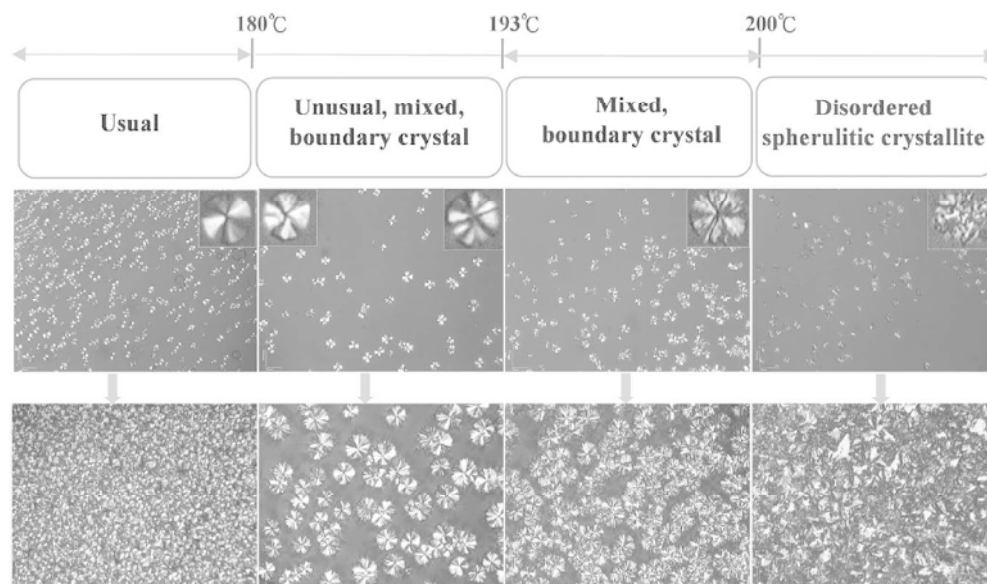 180℃
193℃
200℃
Usual
Unusual, mixed,
boundary crystal
Mixed,
boundary crystal
Disordered
spherulitic crystallite